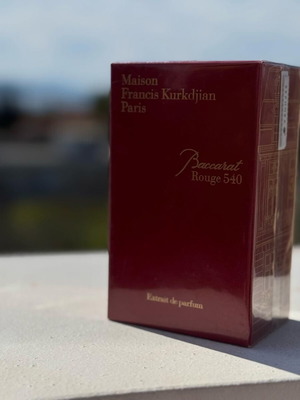 Maison
Francis Kurkdjian
Paris
Baccarat
Rouge 540
Extrait de parfum